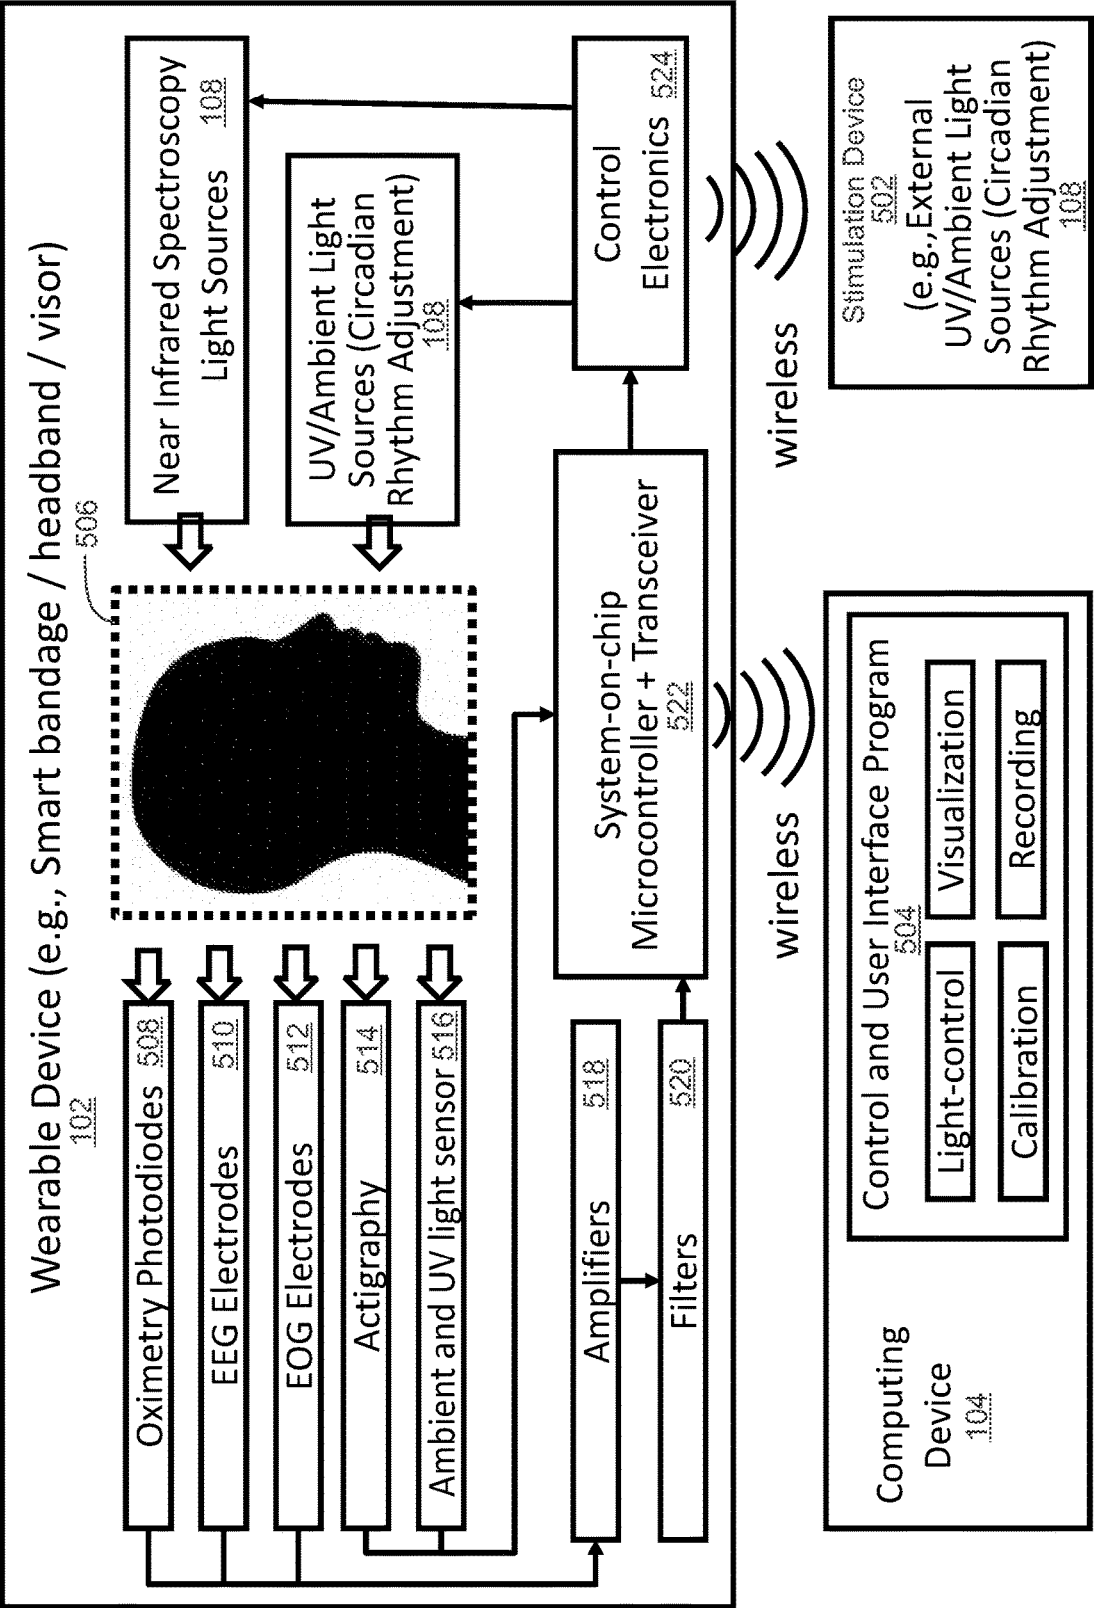 Wearable Device (e.g., Smart bandage / headband / visor)
102
506
Oximetry Photodiodes 508
EEG Electrodes 510
EOG Electrodes 512
Actigraphy 514
Ambient and UV light sensor 516
Near Infrared Spectroscopy
Light Sources 108
UV/Ambient Light
Sources (Circadian
Rhythm Adjustment)
108
Amplifiers 518
Filters 520
System-on-chip
Microcontroller + Transceiver
522
Control
Electronics 524
wireless
wireless
Computing
Device
104
Control and User Interface Program
504
Light-control
Visualization
Calibration
Recording
Stimulation Device
502
(e.g.,External
UV/Ambient Light
Sources (Circadian
Rhythm Adjustment)
108